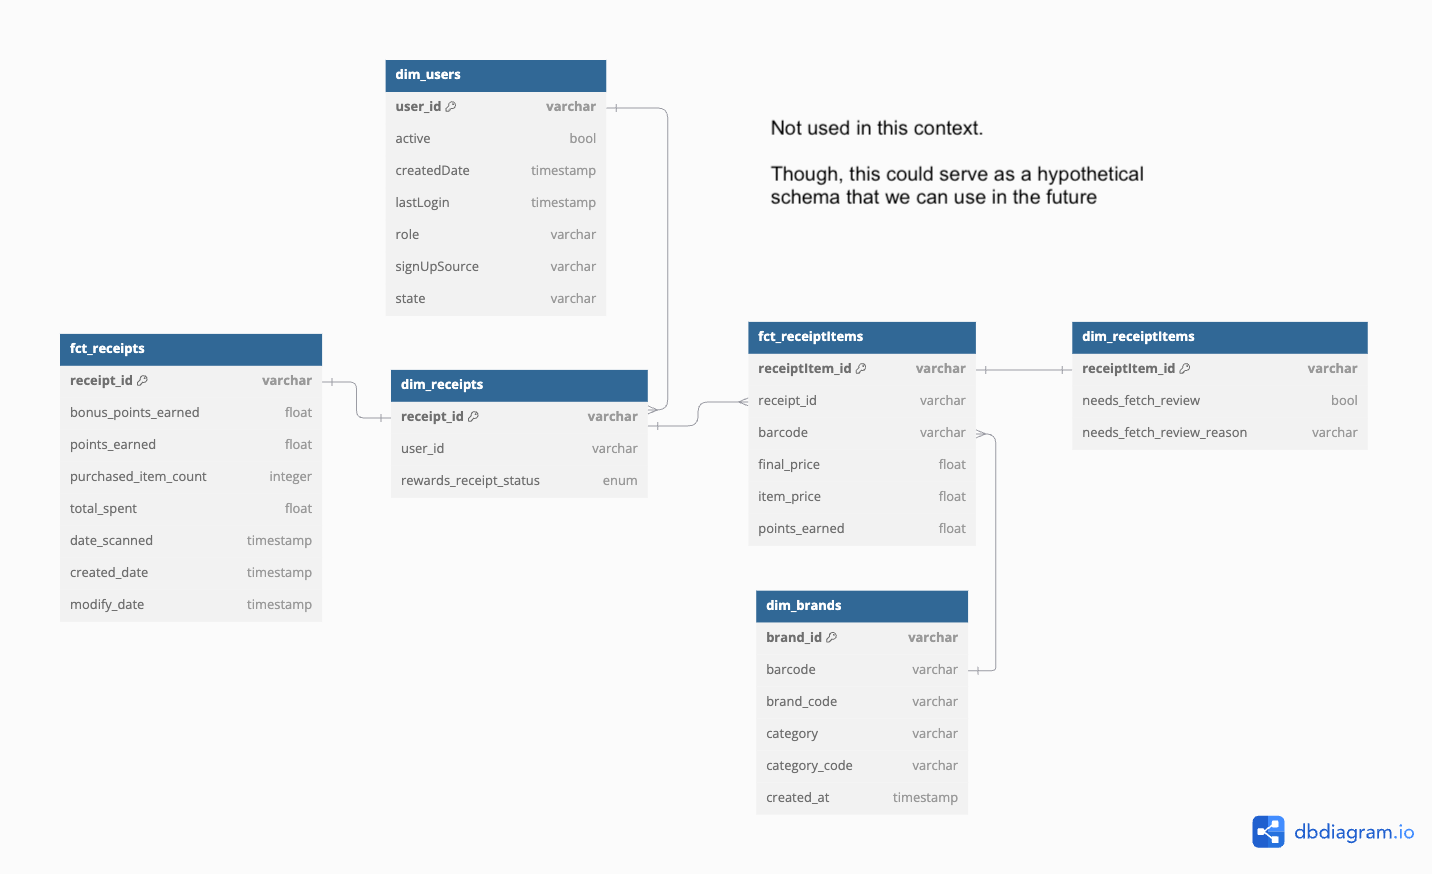 dim_users
user_id varchar
active bool
createdDate timestamp
lastLogin timestamp
role varchar
signUpSource varchar
state varchar
Not used in this context.
Though, this could serve as a hypothetical
schema that we can use in the future
fct_receipts
receipt_id varchar
bonus_points_earned float
points_earned float
purchased_item_count integer
total_spent float
date_scanned timestamp
created_date timestamp
modify_date timestamp
dim_receipts
receipt_id varchar
user_id varchar
rewards_receipt_status enum
fct_receiptItems
receiptItem_id varchar
receipt_id varchar
barcode varchar
final_price float
item_price float
points_earned float
dim_receiptItems
receiptItem_id varchar
needs_fetch_review bool
needs_fetch_review_reason varchar
dim_brands
brand_id varchar
barcode varchar
brand_code varchar
category varchar
category_code varchar
created_at timestamp
dbdiagram.io